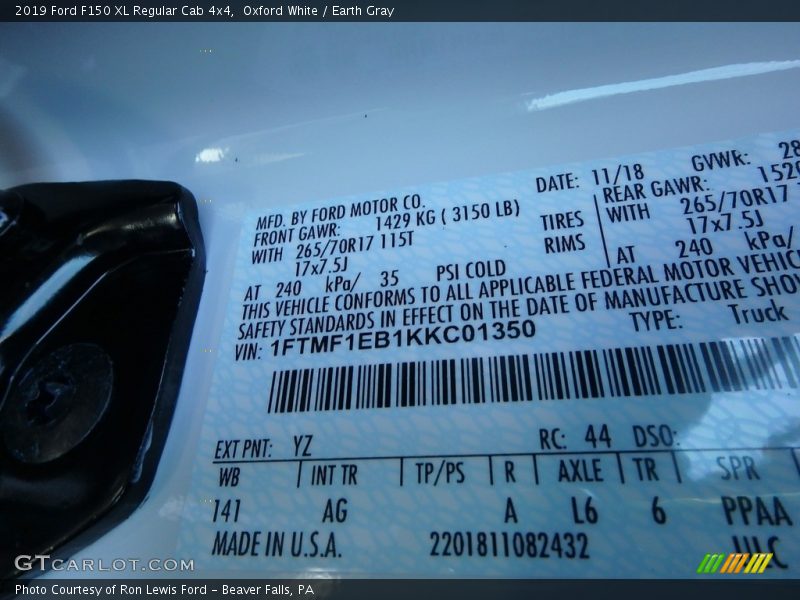 2019 Ford F150 XL Regular Cab 4x4,  Oxford White / Earth Gray
MFD. BY FORD MOTOR CO. DATE: 11/18 GVWR: 28
FRONT GAWR: 1429 KG ( 3150 LB) REAR GAWR: 1529
WITH 265/70R17 115T TIRES WITH 265/70R17
17x7.5J RIMS 17x7.5J
AT 240 kPa/ 35 PSI COLD AT 240 kPa/
THIS VEHICLE CONFORMS TO ALL APPLICABLE FEDERAL MOTOR VEHIC
SAFETY STANDARDS IN EFFECT ON THE DATE OF MANUFACTURE SHOW
VIN: 1FTMF1EB1KKC01350 TYPE: Truck
EXT PNT: YZ RC: 44 DSO:
WB INT TR TP/PS R AXLE TR SPR
141 AG A L6 6 PPAA
MADE IN U.S.A. 2201811082432
GTCARLOT.COM
Photo Courtesy of Ron Lewis Ford – Beaver Falls, PA